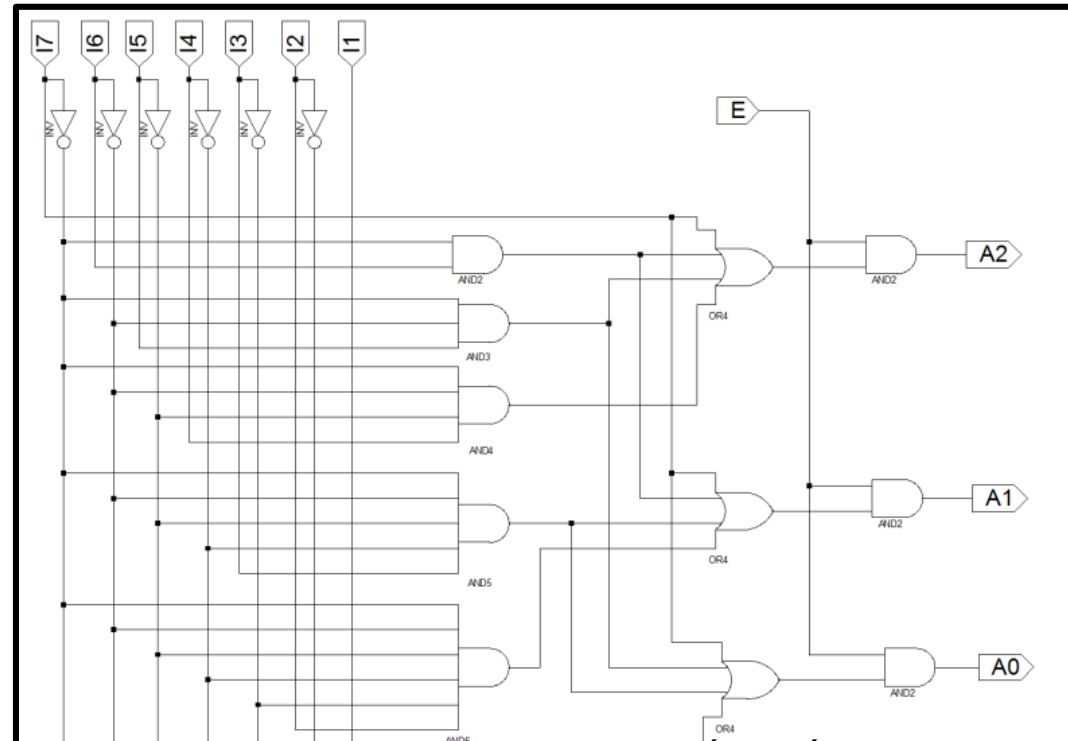 I7 I6 I5 I4 I3 I2 I1
INV INV INV INV INV INV
E
AND2
AND2
A2
OR4
AND3
AND4
A1
AND2
OR4
AND5
A0
AND2
OR4